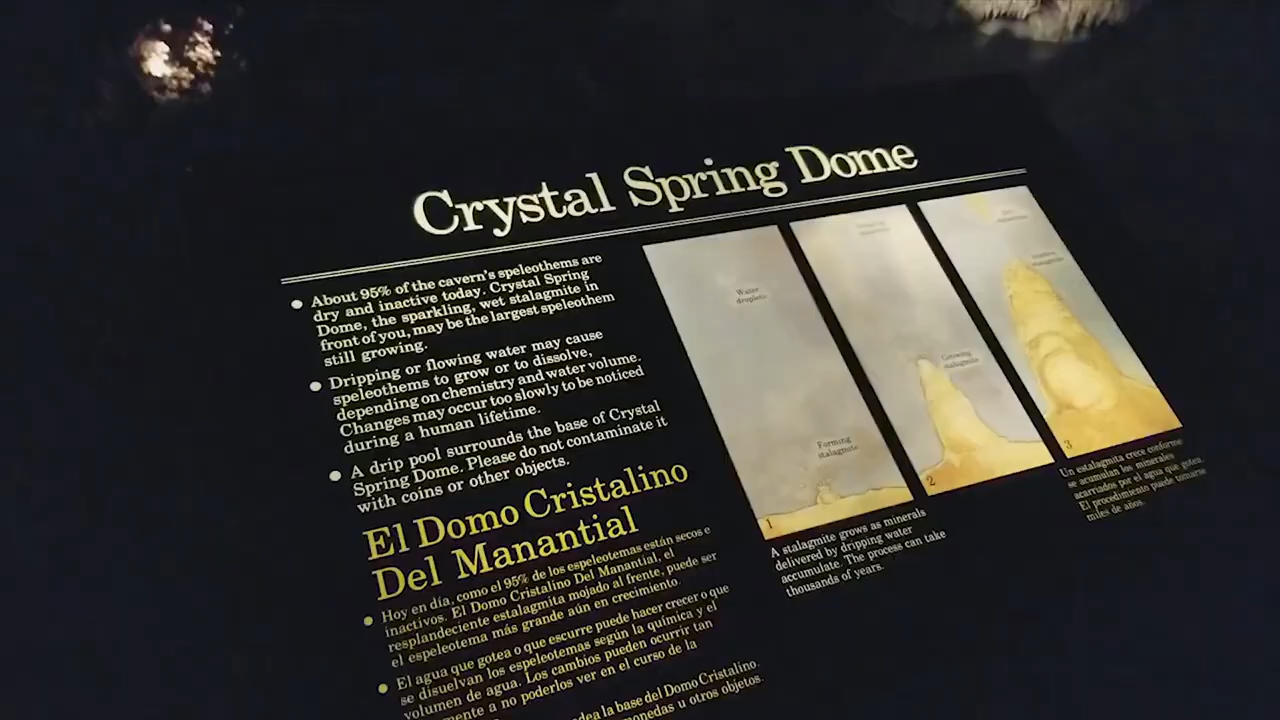 Crystal Spring Dome
About 95% of the cavern's speleothems are
dry and inactive today. Crystal Spring
Dome, the sparkling, wet stalagmite in
front of you, may be the largest speleothem
still growing.
Dripping or flowing water may cause
speleothems to grow or to dissolve,
depending on chemistry and water volume.
Changes may occur too slowly to be noticed
during a human lifetime.
A drip pool surrounds the base of Crystal
Spring Dome. Please do not contaminate it
with coins or other objects.
El Domo Cristalino
Del Manantial
Hoy en día, como el 95% de los espeleotemas están secos e
inactivos. El Domo Cristalino Del Manantial, el
resplandeciente estalagmita mojado al frente, puede ser
el espeleotema más grande aún en crecimiento.
El agua que gotea o que escurre puede hacer crecer o que
se disuelvan los espeleotemas según la química y el
volumen de agua. Los cambios pueden ocurrir tan
a no poderlos ver en el curso de la
la base del Domo Cristalino.
monedas u otros objetos.
Water
droplets
Forming
stalagmite
1
Growing
stalagmite
2
stalagmite
3
A stalagmite grows as minerals
delivered by dripping water
accumulate. The process can take
thousands of years.
Un estalagmita crece conforme
se acumulan los minerales
acarriados por el agua que gotea.
El procedimiento puede tomarse
miles de años.